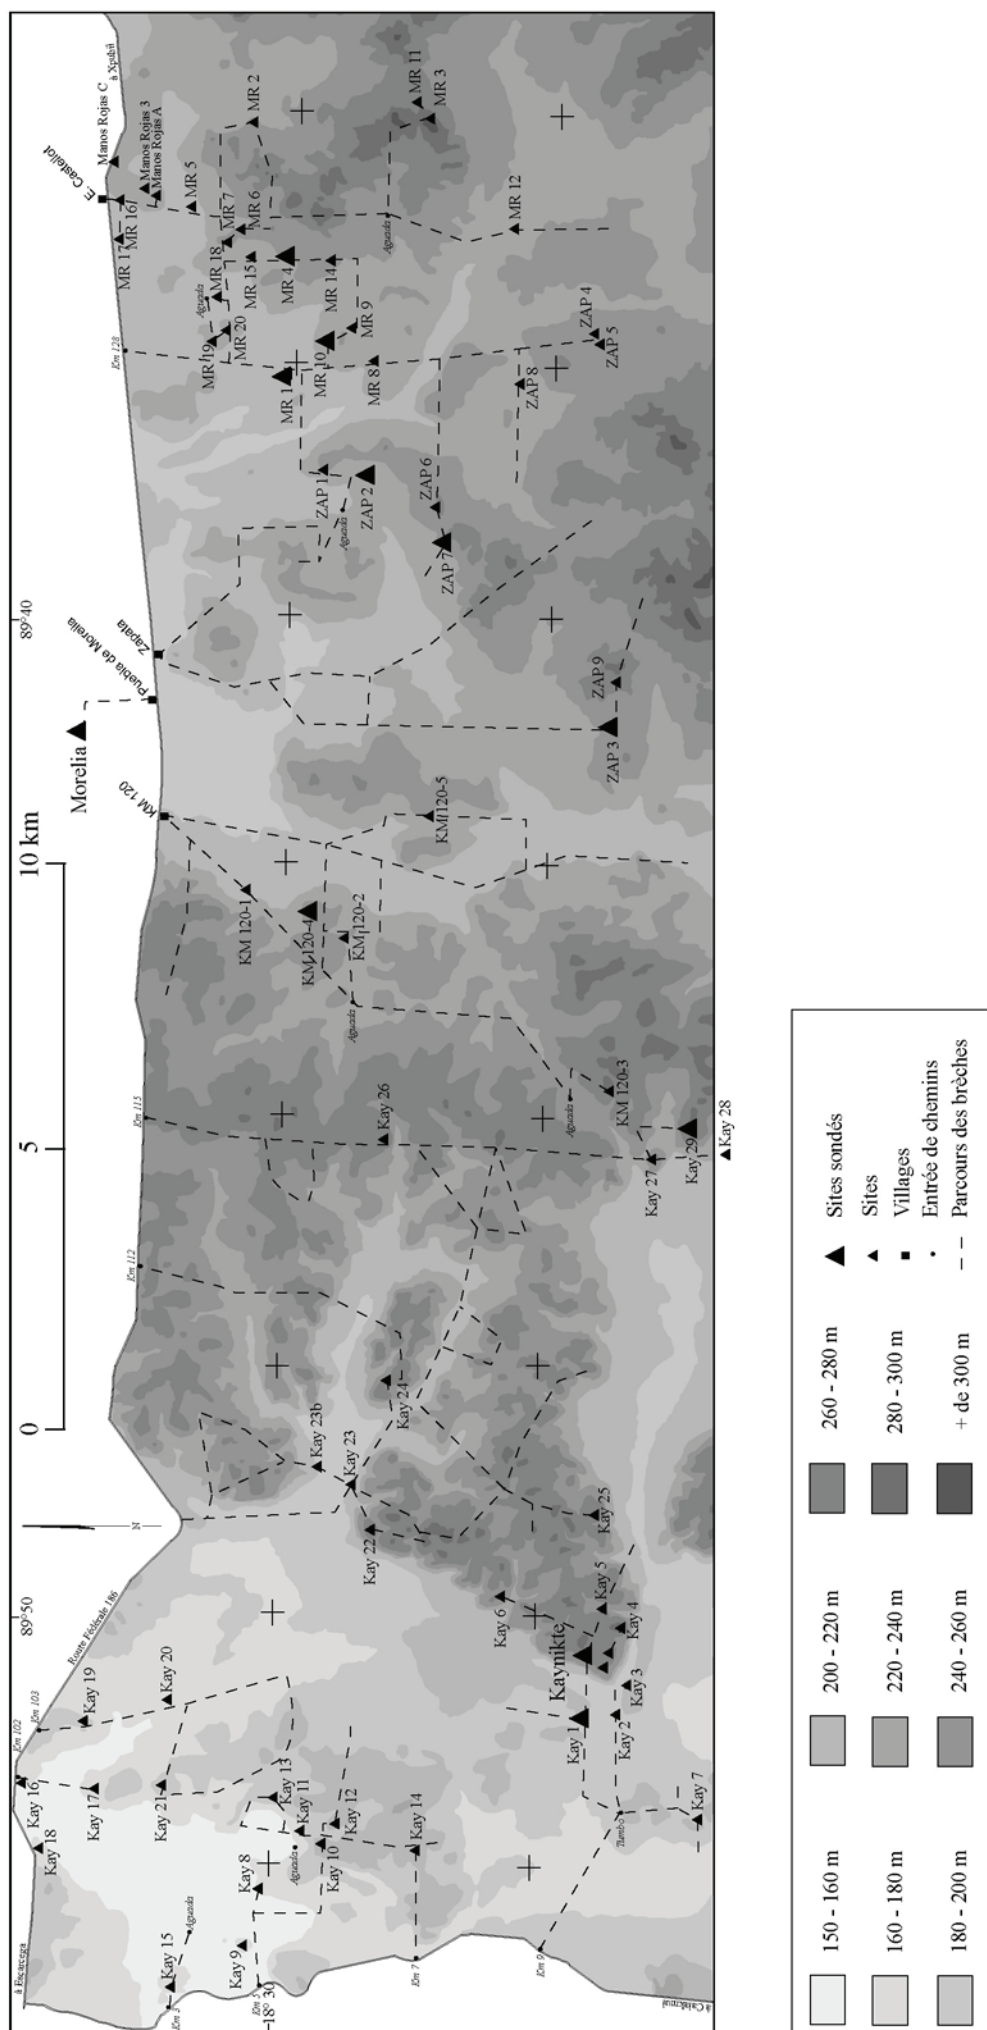 à Escarcega
Km 102
Km 103
Route Fédérale 186
89°50
N
0
5
10 km
Km 112
Km 115
KM 120
Morelia
Puebla de Morelia
Zapata
89°40
Km 128
E. Castellot
à Xpuhil
Manos Rojas C
Manos Rojas 3
Manos Rojas A
MR 17
MR 16
MR 5
MR 2
MR 7
MR 6
MR 18
Aguada
MR 19
MR 20
MR 15
MR 4
MR 14
MR 9
MR 10
MR 1
MR 8
MR 11
MR 3
Aguada
MR 12
ZAP 1
ZAP 2
Aguada
ZAP 6
ZAP 7
ZAP 8
ZAP 4
ZAP 5
ZAP 9
ZAP 3
KM 120-1
KM 120-4
KM 120-2
Aguada
KM 120-5
Aguada
KM 120-3
Kay 26
Kay 27
Kay 29
Kay 28
Kay 24
Kay 23b
Kay 23
Kay 22
Kay 25
Kay 6
Kay 5
Kay 4
Kaynikte
Kay 3
Kay 1
Kay 2
Kay 7
Kay 16
Kay 18
Kay 17
Kay 19
Kay 20
Kay 21
Kay 13
Kay 11
Kay 12
Aguada
Kay 10
Kay 8
Kay 14
Kay 15
Aguada
Kay 9
Km 3
Km 5
18° 30
Km 7
Km 9
150 - 160 m
160 - 180 m
180 - 200 m
200 - 220 m
220 - 240 m
240 - 260 m
260 - 280 m
280 - 300 m
+ de 300 m
Sites sondés
Sites
Villages
Entrée de chemins
Parcours des brèches